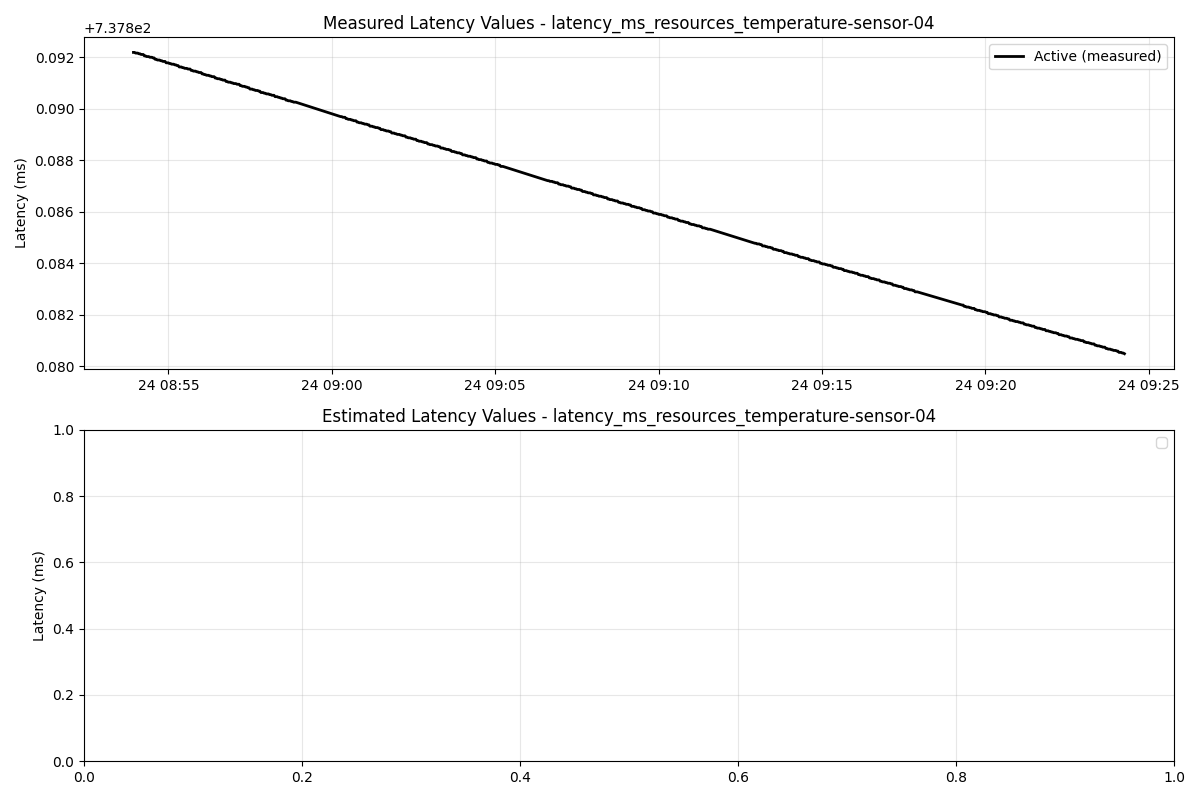 Measured Latency Values - latency_ms_resources_temperature-sensor-04
+7.378e2
Active (measured)
Latency (ms)
0.092
0.090
0.088
0.086
0.084
0.082
0.080
24 08:55 24 09:00 24 09:05 24 09:10 24 09:15 24 09:20 24 09:25
Estimated Latency Values - latency_ms_resources_temperature-sensor-04
Latency (ms)
1.0
0.8
0.6
0.4
0.2
0.0
0.0 0.2 0.4 0.6 0.8 1.0